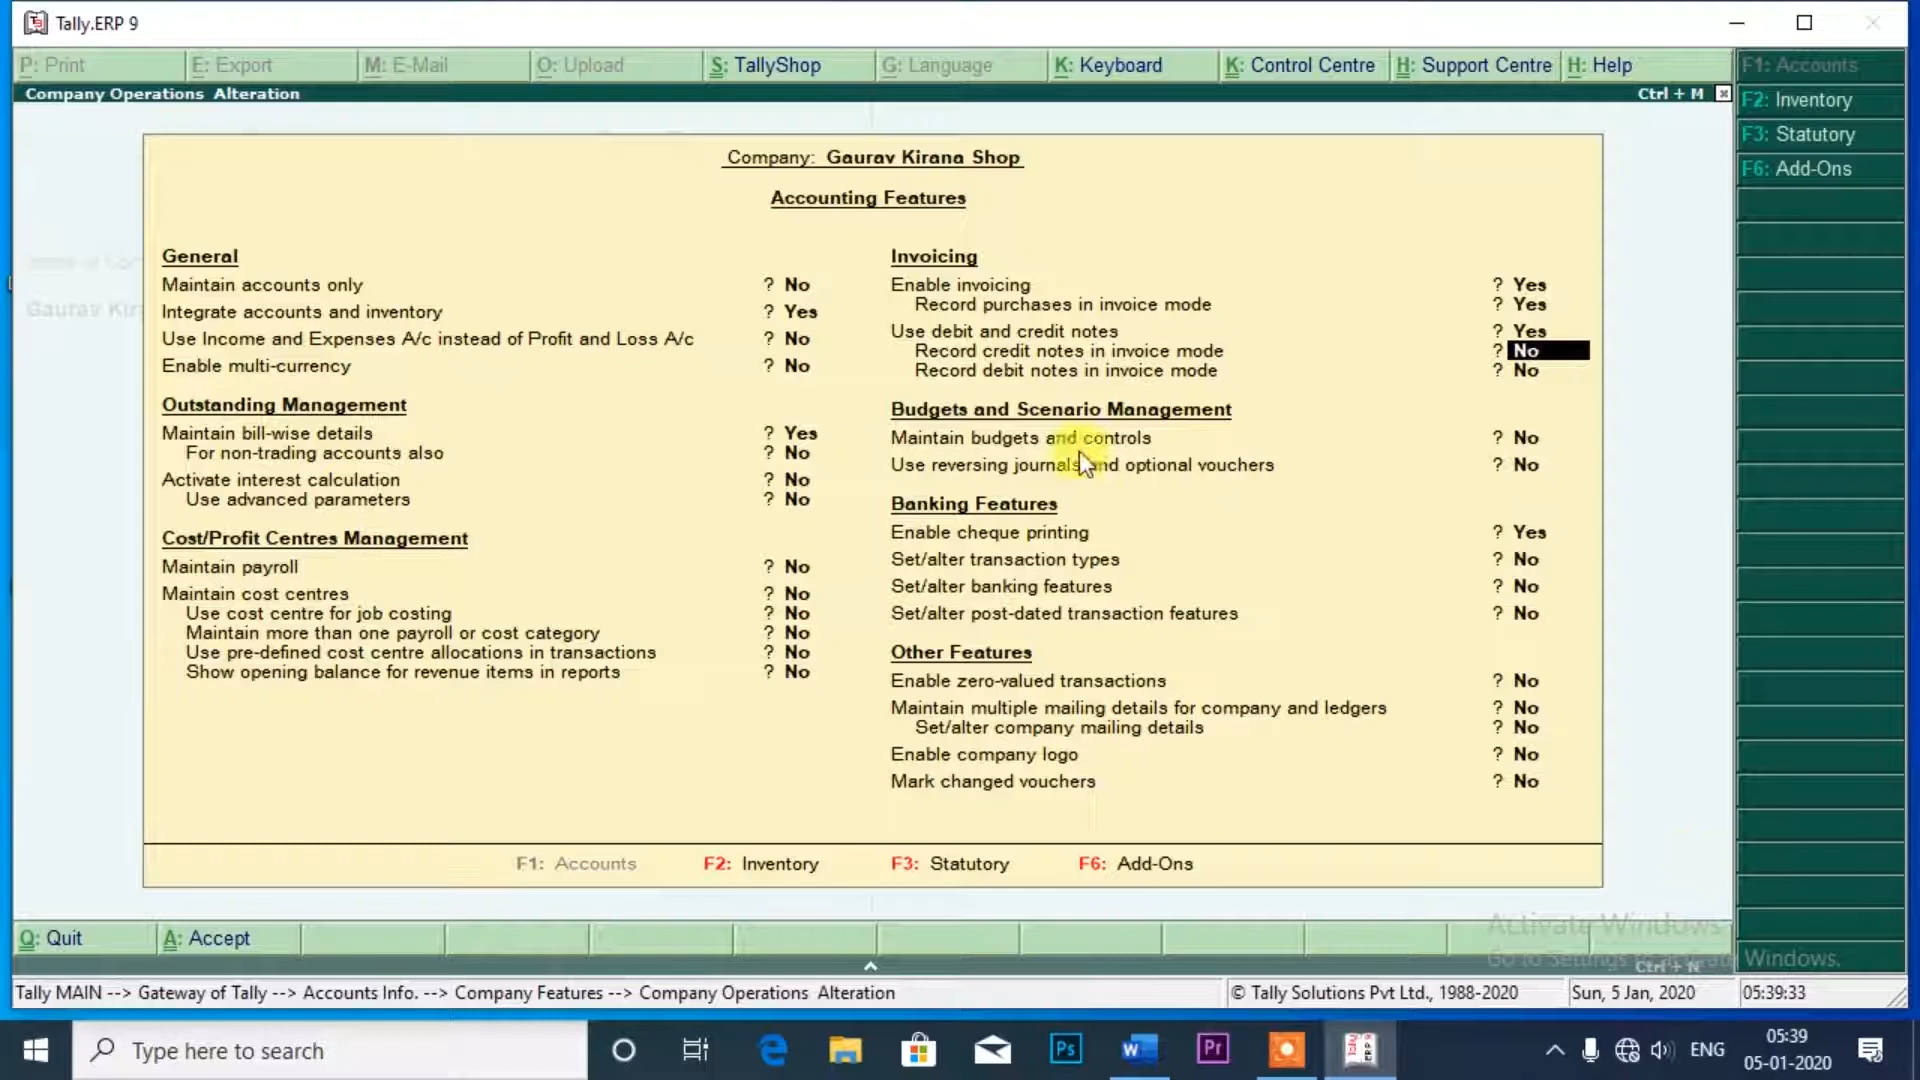 Tally.ERP 9
P: Print E: Export M: E-Mail O: Upload S: TallyShop G: Language K: Keyboard K: Control Centre H: Support Centre H: Help
Company Operations Alteration Ctrl + M
F1: Accounts
F2: Inventory
F3: Statutory
F6: Add-Ons
Company: Gaurav Kirana Shop
Accounting Features
General
Maintain accounts only ? No
Integrate accounts and inventory ? Yes
Use Income and Expenses A/c instead of Profit and Loss A/c ? No
Enable multi-currency ? No
Outstanding Management
Maintain bill-wise details ? Yes
For non-trading accounts also ? No
Activate interest calculation ? No
Use advanced parameters ? No
Cost/Profit Centres Management
Maintain payroll ? No
Maintain cost centres ? No
Use cost centre for job costing ? No
Maintain more than one payroll or cost category ? No
Use pre-defined cost centre allocations in transactions ? No
Show opening balance for revenue items in reports ? No
Invoicing
Enable invoicing ? Yes
Record purchases in invoice mode ? Yes
Use debit and credit notes ? Yes
Record credit notes in invoice mode ? No
Record debit notes in invoice mode ? No
Budgets and Scenario Management
Maintain budgets and controls ? No
Use reversing journals and optional vouchers ? No
Banking Features
Enable cheque printing ? Yes
Set/alter transaction types ? No
Set/alter banking features ? No
Set/alter post-dated transaction features ? No
Other Features
Enable zero-valued transactions ? No
Maintain multiple mailing details for company and ledgers ? No
Set/alter company mailing details ? No
Enable company logo ? No
Mark changed vouchers ? No
F1: Accounts F2: Inventory F3: Statutory F6: Add-Ons
Gaurav Kir
Q: Quit A: Accept
Activate Windows
Go to Settings to activate Windows.
Ctrl + N
Tally MAIN --> Gateway of Tally --> Accounts Info. --> Company Features --> Company Operations Alteration © Tally Solutions Pvt Ltd., 1988-2020 Sun, 5 Jan, 2020 05:39:33
Type here to search Ps W Pr ENG 05:39
05-01-2020